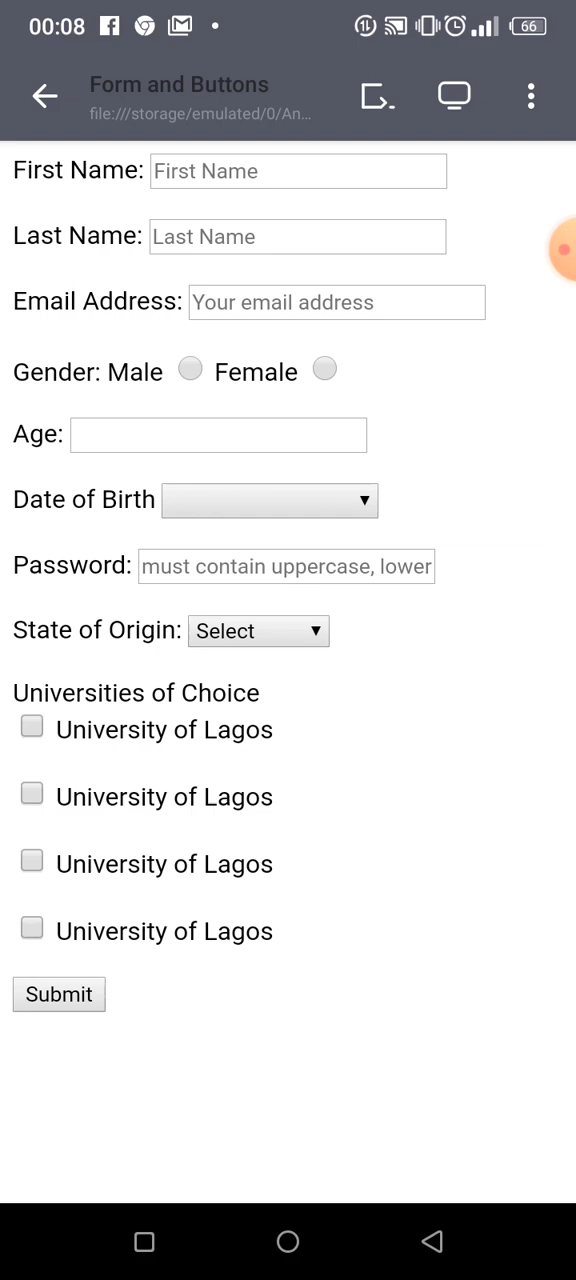 00:08 66
Form and Buttons
file:///storage/emulated/0/An...
First Name: First Name
Last Name: Last Name
Email Address: Your email address
Gender: Male Female
Age:
Date of Birth
Password: must contain uppercase, lower
State of Origin: Select
Universities of Choice
University of Lagos
University of Lagos
University of Lagos
University of Lagos
Submit